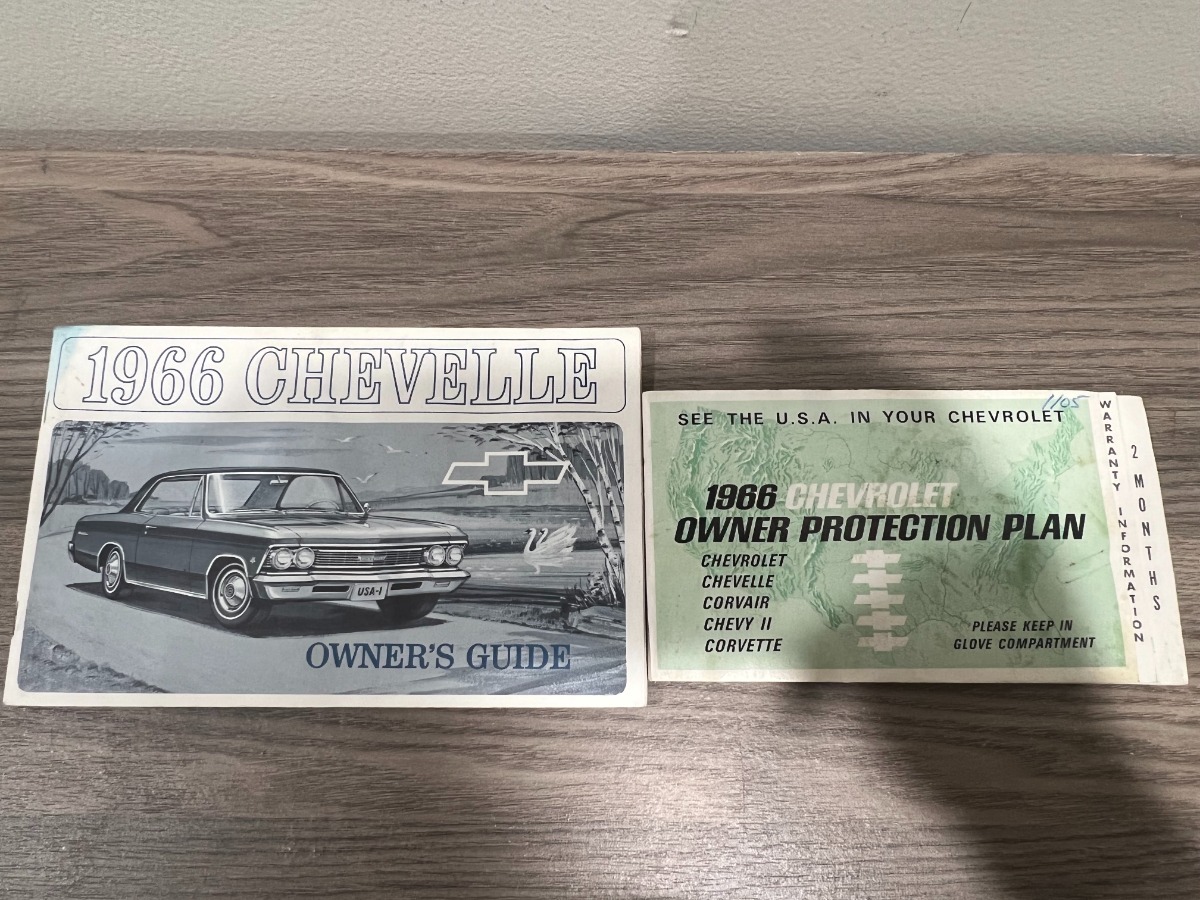 1966 CHEVELLE
USA-1
OWNER'S GUIDE
1105
SEE THE U.S.A. IN YOUR CHEVROLET
1966 CHEVROLET
OWNER PROTECTION PLAN
CHEVROLET
CHEVELLE
CORVAIR
CHEVY II
CORVETTE
PLEASE KEEP IN
GLOVE COMPARTMENT
WARRANTY INFORMATION
2 MONTHS